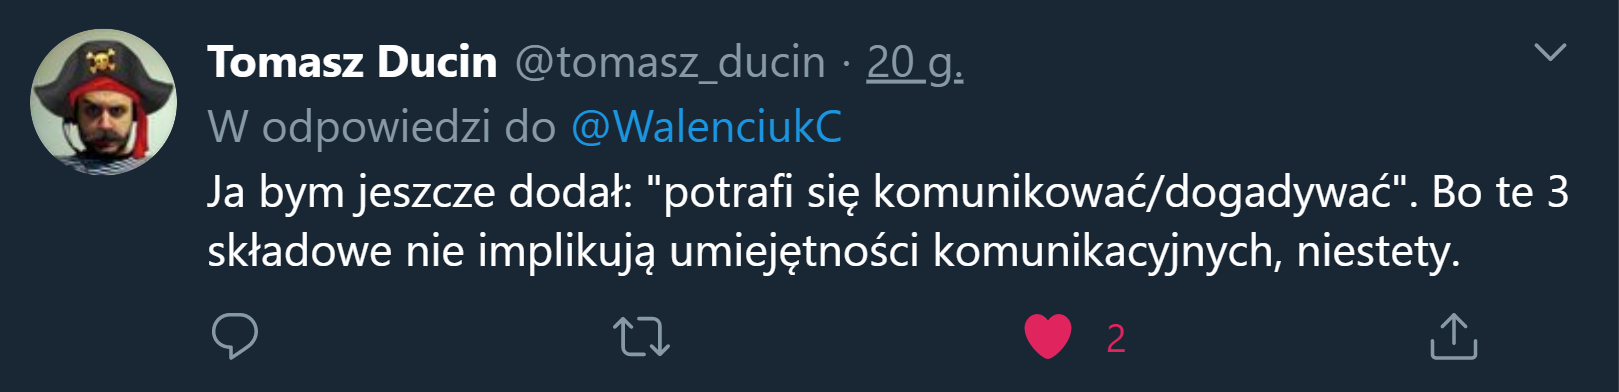 Tomasz Ducin @tomasz_ducin · 20 g.
W odpowiedzi do @WalenciukC
Ja bym jeszcze dodał: "potrafi się komunikować/dogadywać". Bo te 3
składowe nie implikują umiejętności komunikacyjnych, niestety.
2